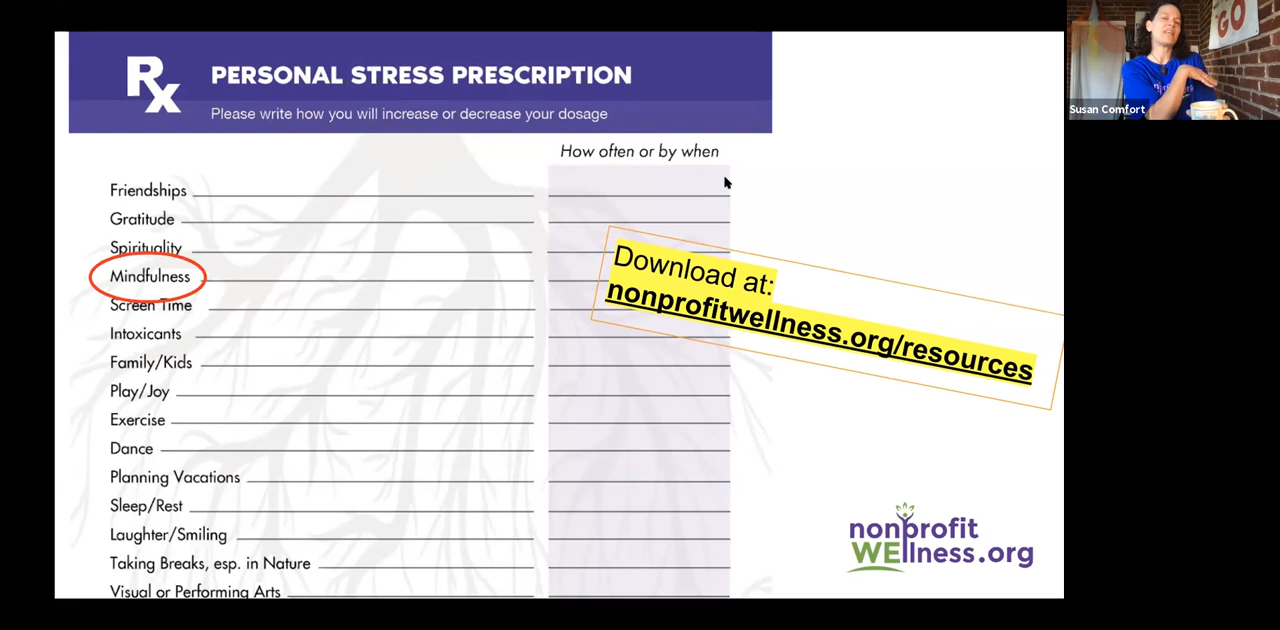 Rx
PERSONAL STRESS PRESCRIPTION
Please write how you will increase or decrease your dosage
How often or by when
Friendships
Gratitude
Spirituality
Mindfulness
Screen Time
Intoxicants
Family/Kids
Play/Joy
Exercise
Dance
Planning Vacations
Sleep/Rest
Laughter/Smiling
Taking Breaks, esp. in Nature
Visual or Performing Arts
Download at:
nonprofitwellness.org/resources
nonprofit
WEllness.org
GO
Susan Comfort